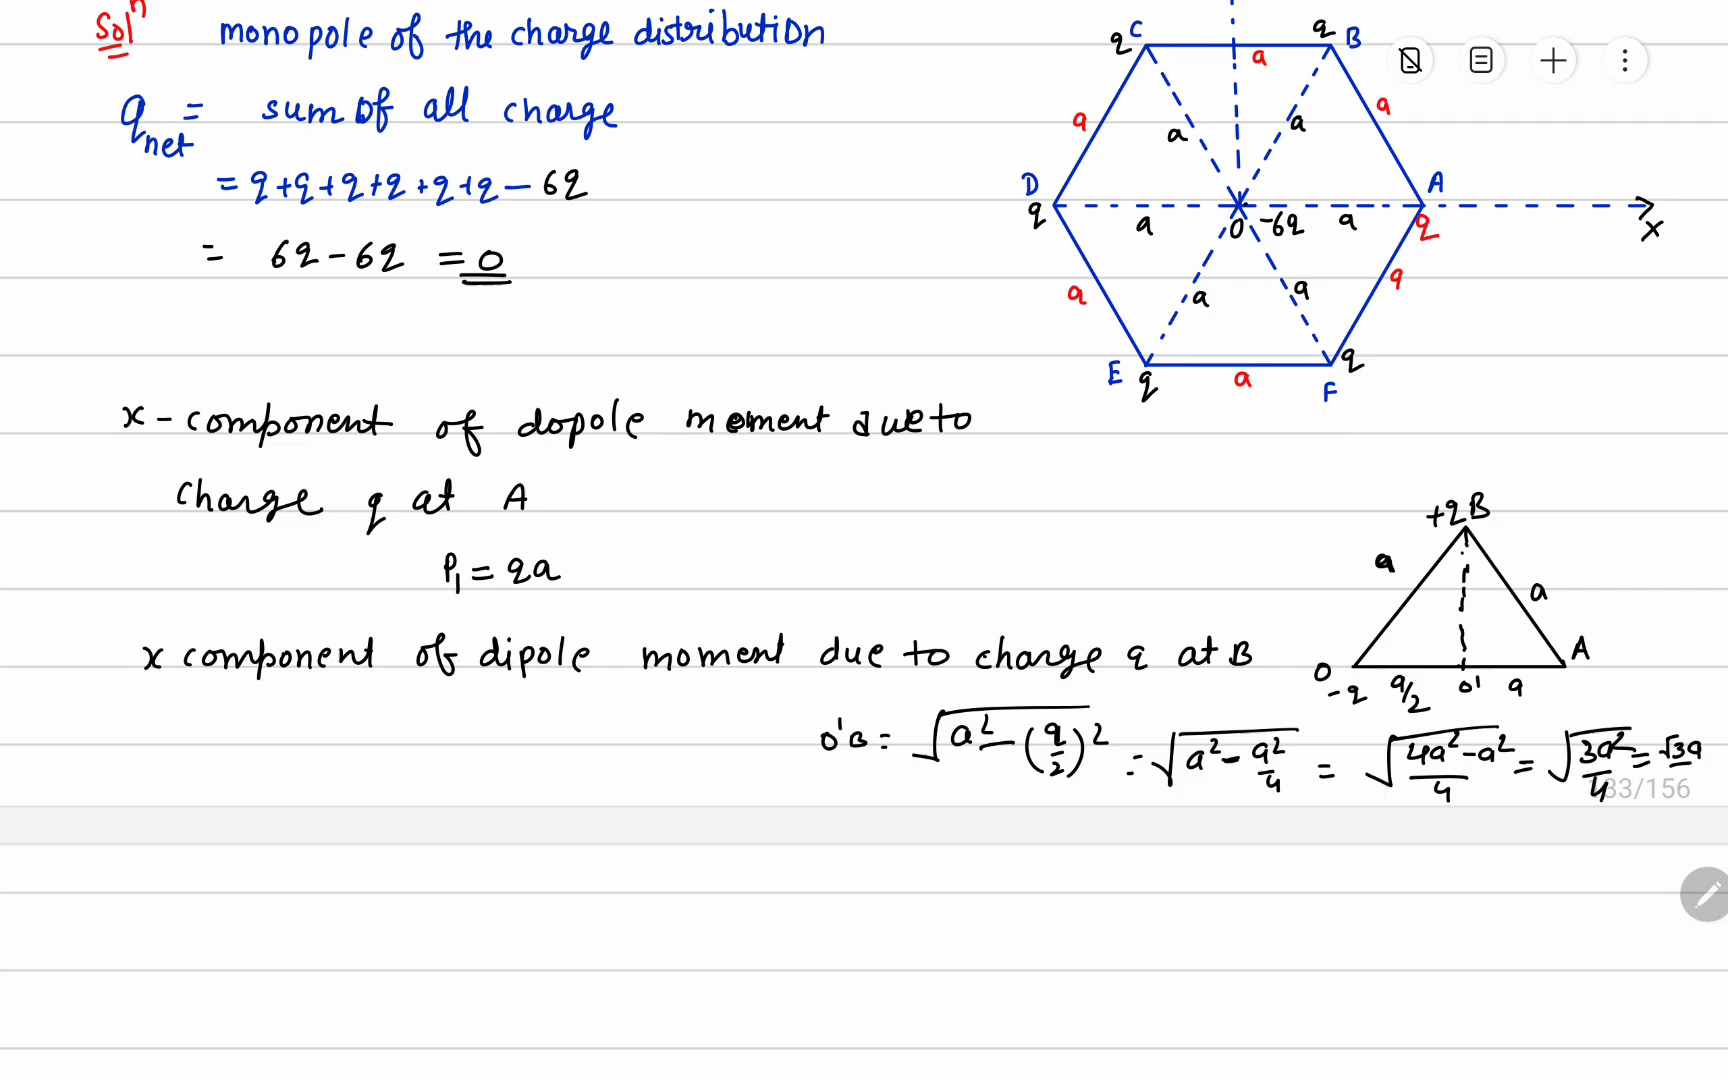 Solⁿ monopole of the charge distribution
q_net = sum of all charge
= q+q+q+q+q+q-6q
= 6q-6q = 0
q C
q B
a
a
a
a
a
D
q
A
q
a
O
-6q
a
x
a
a
a
a
E
q
a
q
F
x-component of dopole moment due to
charge q at A
P₁ = qa
+q B
a
a
O
-q
a/2
O'
a
A
x component of dipole moment due to charge q at B
O'B = √(a² - (a/2)²) = √(a² - a²/4) = √((4a²-a²)/4) = √(3a²/4) = √3a
33/156